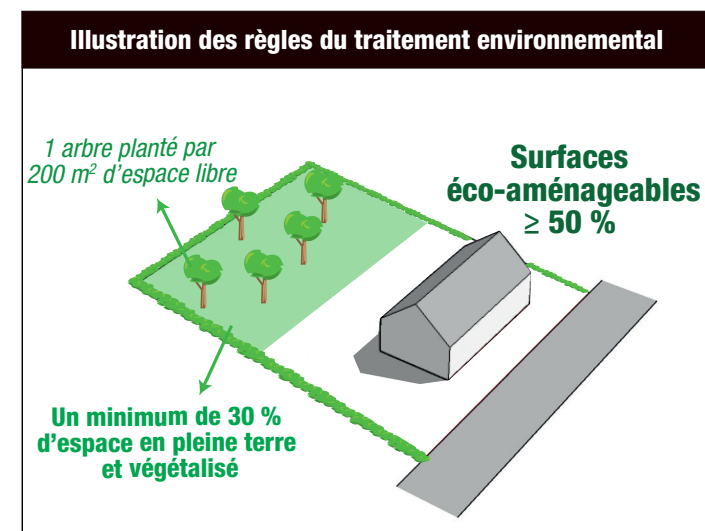 Illustration des règles du traitement environnemental
1 arbre planté par
200 m² d'espace libre
Surfaces
éco-aménageables
≥ 50 %
Un minimum de 30 %
d'espace en pleine terre
et végétalisé